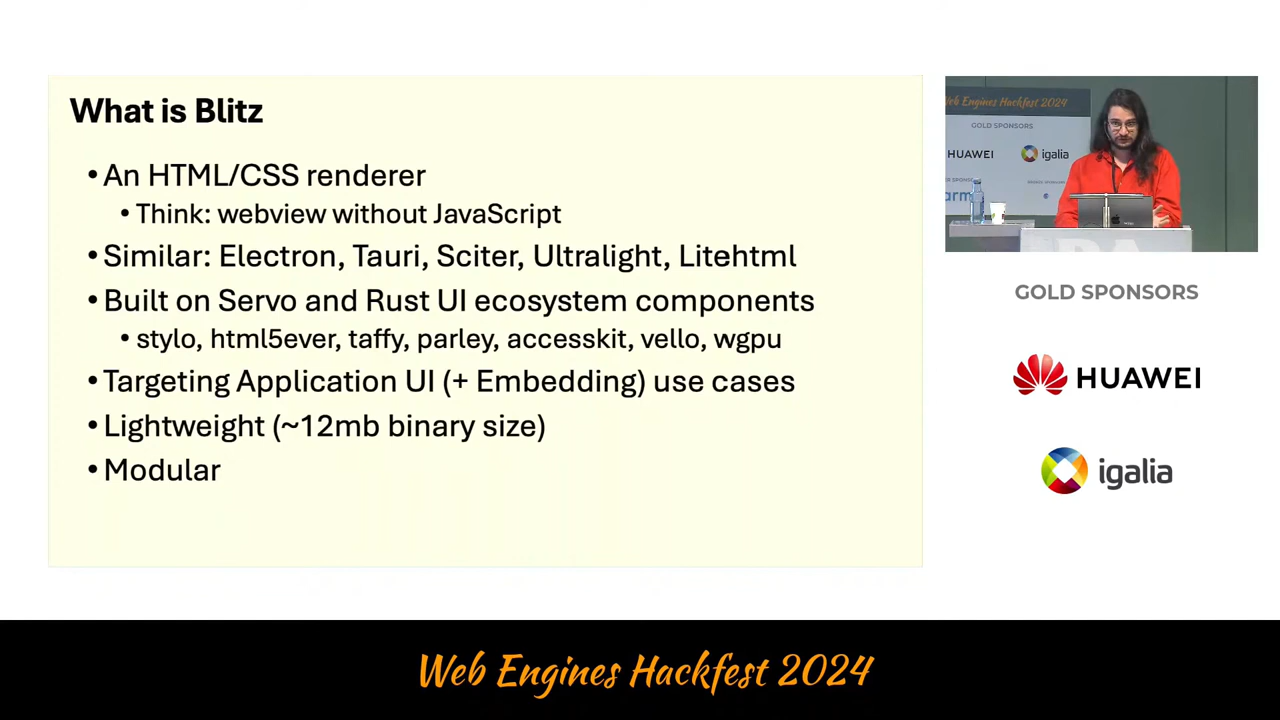 What is Blitz
• An HTML/CSS renderer
• Think: webview without JavaScript
• Similar: Electron, Tauri, Sciter, Ultralight, Litehtml
• Built on Servo and Rust UI ecosystem components
• stylo, html5ever, taffy, parley, accesskit, vello, wgpu
• Targeting Application UI (+ Embedding) use cases
• Lightweight (~12mb binary size)
• Modular
Web Engines Hackfest 2024
GOLD SPONSORS
HUAWEI
igalia
GOLD SPONSORS
HUAWEI
igalia
Web Engines Hackfest 2024